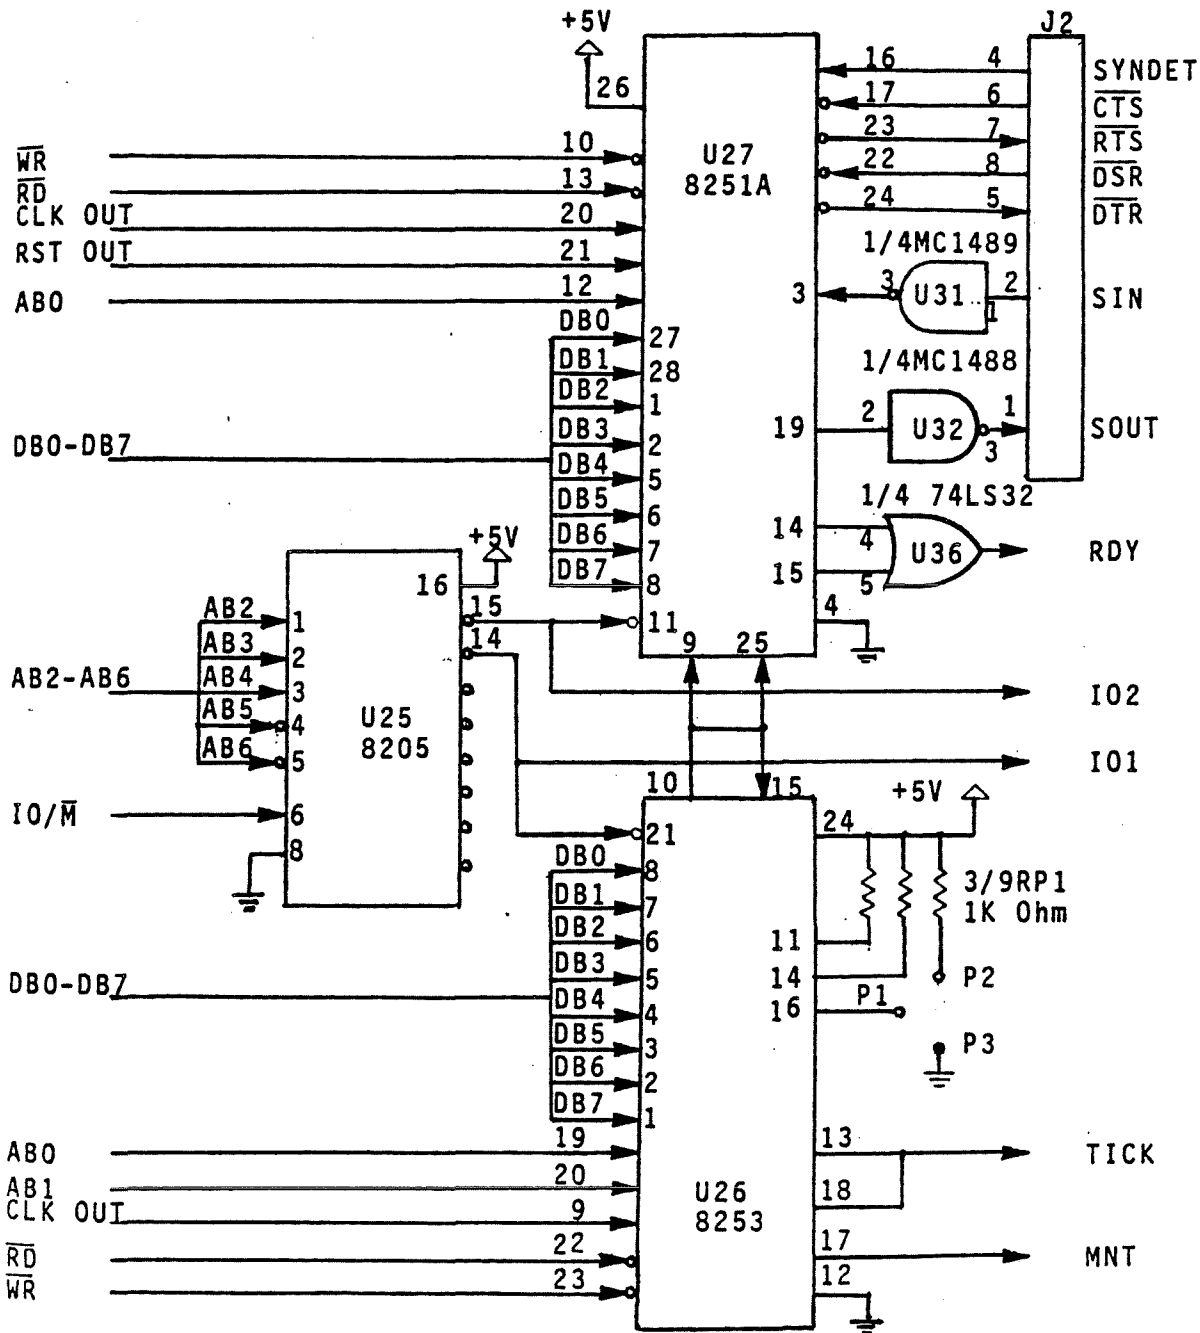 +5V
J2
26
16
4
SYNDET
17
6
CTS
23
7
RTS
22
8
DSR
24
5
DTR
U27
8251A
WR
10
RD
13
CLK OUT
20
RST OUT
21
AB0
12
1/4MC1489
3
3
U31
1
2
SIN
DB0
27
DB1
28
DB2
1
DB3
2
DB4
5
DB5
6
DB6
7
DB7
8
11
DB0-DB7
1/4MC1488
19
2
U32
3
1
SOUT
1/4 74LS32
14
4
U36
15
5
RDY
4
9
25
+5V
16
15
14
AB2
1
AB3
2
AB4
3
AB5
4
AB6
5
AB2-AB6
U25
8205
IO/M̅
6
8
IO2
IO1
10
15
+5V
24
21
DB0
8
DB1
7
DB2
6
DB3
5
DB4
4
DB5
3
DB6
2
DB7
1
DB0-DB7
3/9RP1
1K Ohm
11
14
16
P1
P2
P3
AB0
19
AB1
20
CLK OUT
9
RD
22
WR
23
U26
8253
13
TICK
18
17
MNT
12